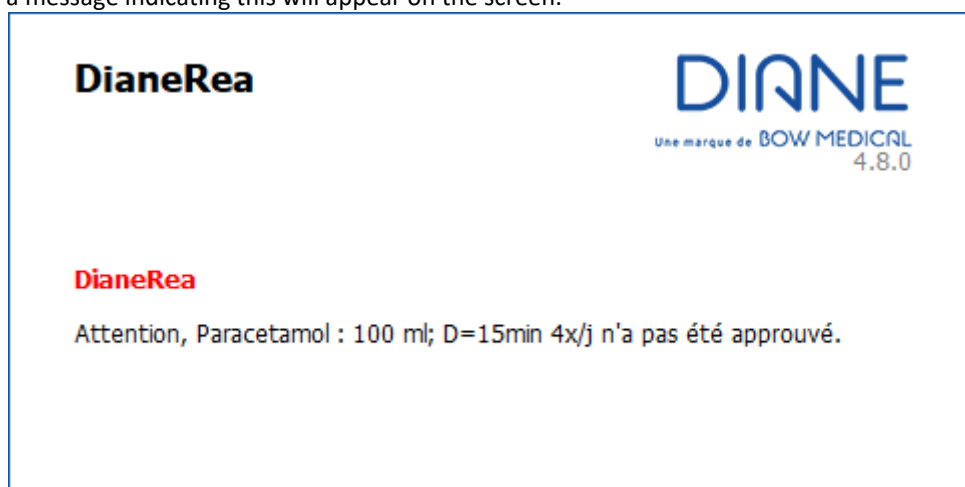 a message indicating this will appear on the screen.
DianeRea
DIANE
Une marque de BOW MEDICAL
4.8.0
DianeRea
Attention, Paracetamol : 100 ml; D=15min 4x/j n'a pas été approuvé.